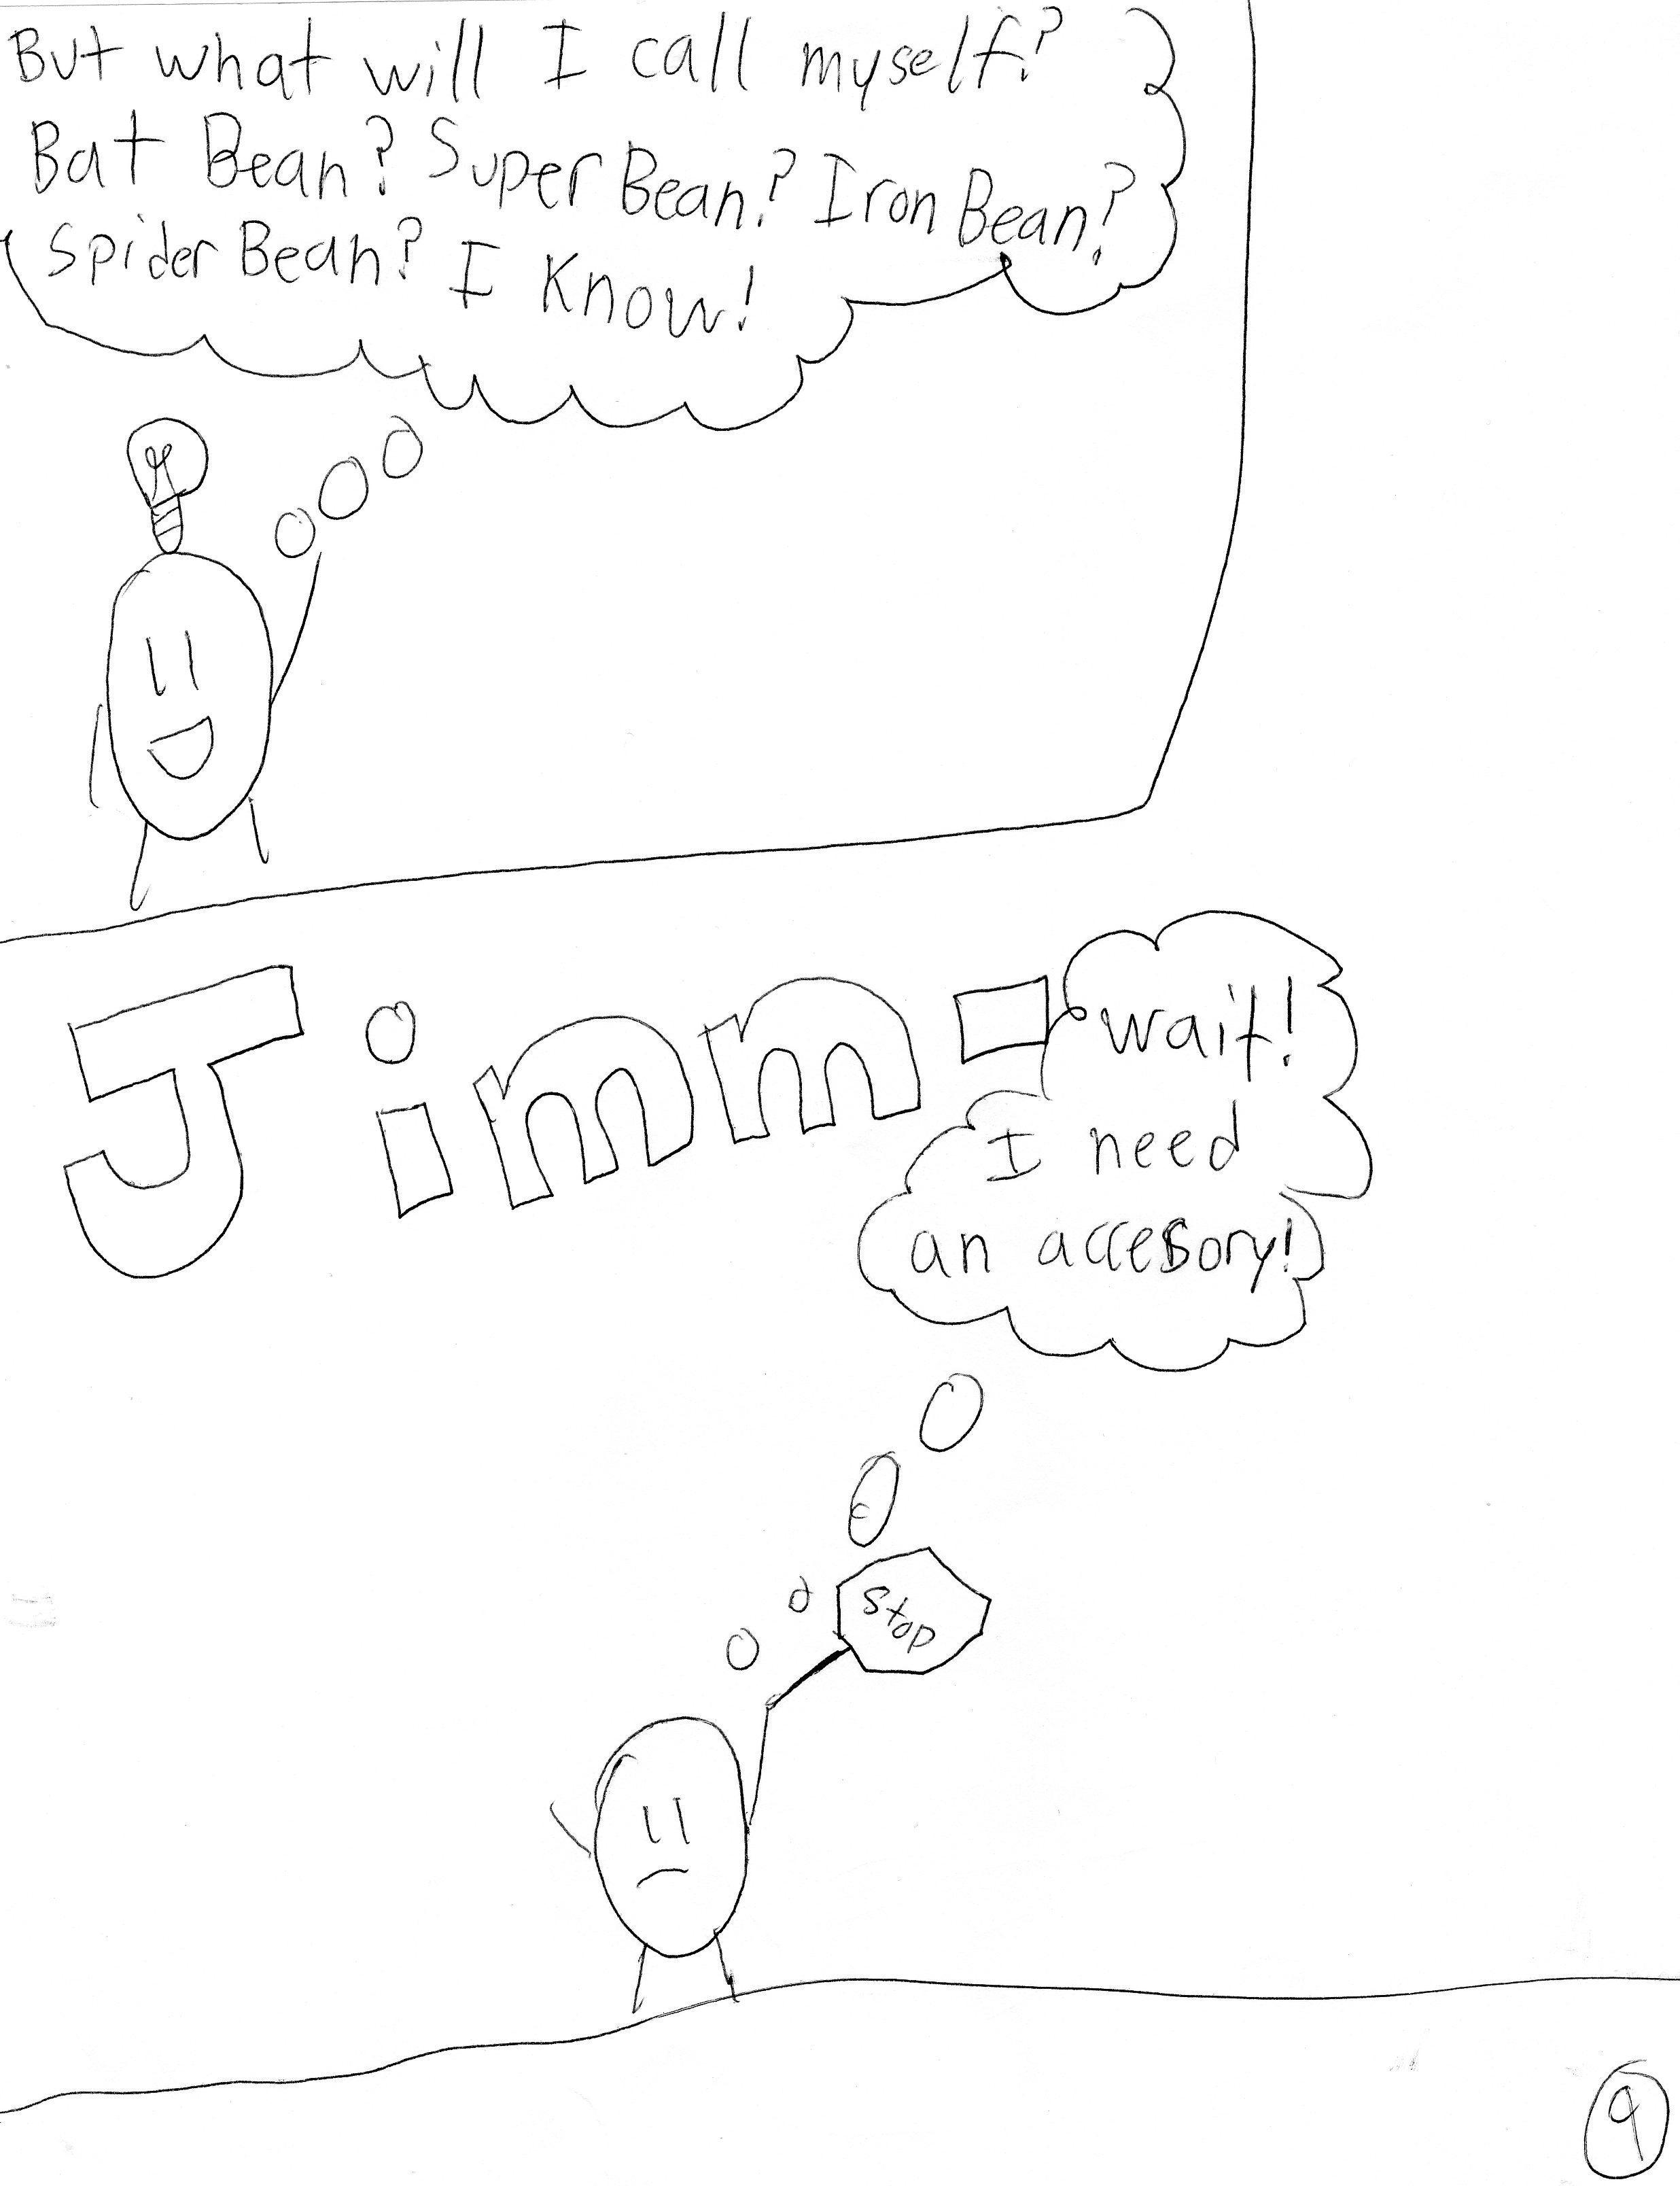 But what will I call myself?
Bat Bean? Super Bean? Iron Bean?
Spider Bean? I Know!
Jimm-
wait!
I need
an accesory!
Stop
9